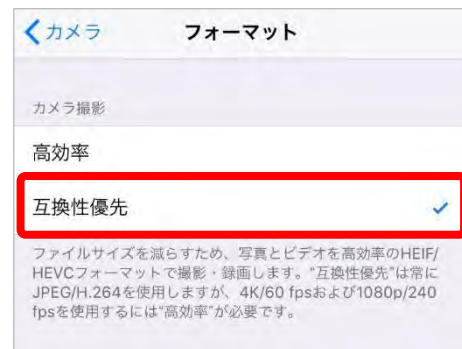 カメラ
フォーマット
カメラ撮影
高効率
互換性優先
ファイルサイズを減らすため、写真とビデオを高効率のHEIF/
HEVCフォーマットで撮影・録画します。"互換性優先"は常に
JPEG/H.264を使用しますが、4K/60 fpsおよび1080p/240
fpsを使用するには"高効率"が必要です。